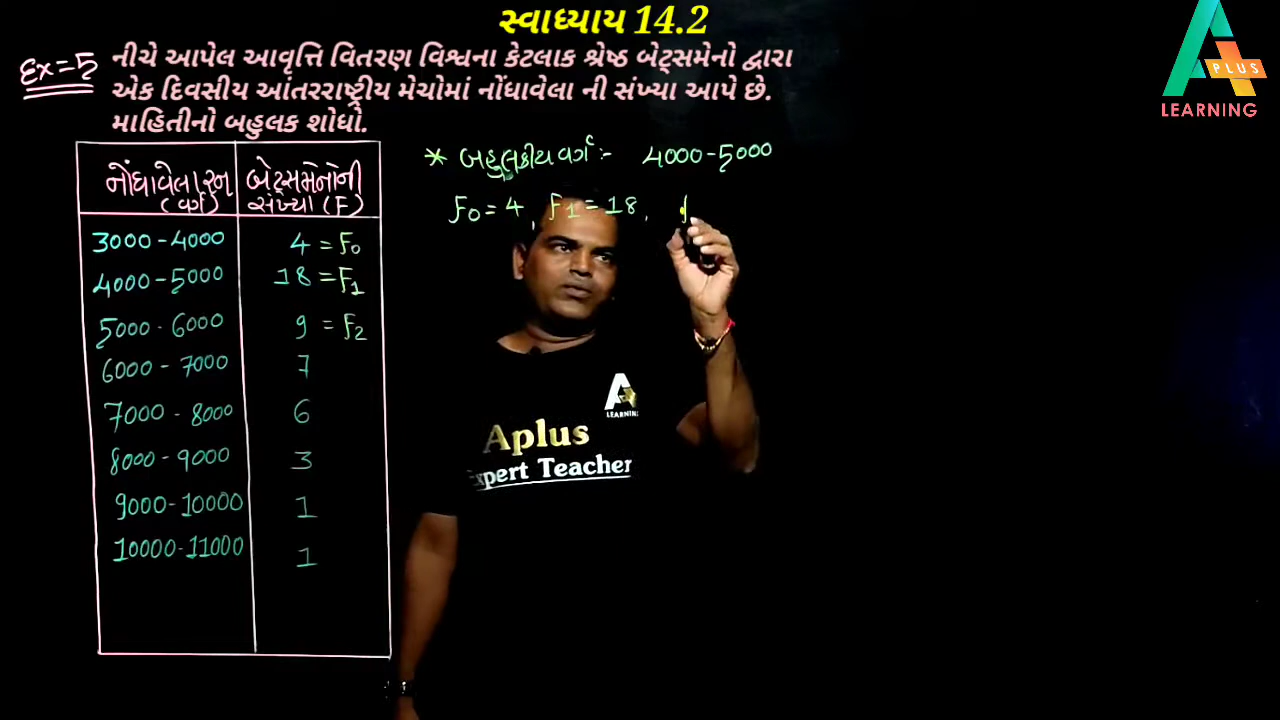 સ્વાધ્યાય 14.2
Ex=5
નીચે આપેલ આવૃત્તિ વિતરણ વિશ્વના કેટલાક શ્રેષ્ઠ બેટ્સમેનો દ્વારા
એક દિવસીય આંતરરાષ્ટ્રીય મેચોમાં નોંધાવેલા ની સંખ્યા આપે છે.
માહિતીનો બહુલક શોધો.
A PLUS
LEARNING
નોંધાવેલા રન બેટ્સમેનોની
(વર્ગ) સંખ્યા (F)
3000-4000 4 = F0
4000-5000 18 = F1
5000-6000 9 = F2
6000-7000 7
7000-8000 6
8000-9000 3
9000-10000 1
10000-11000 1
* બહુલકીય વર્ગ :- 4000-5000
F0 = 4, F1 = 18,
A
LEARNING
Aplus
Expert Teacher